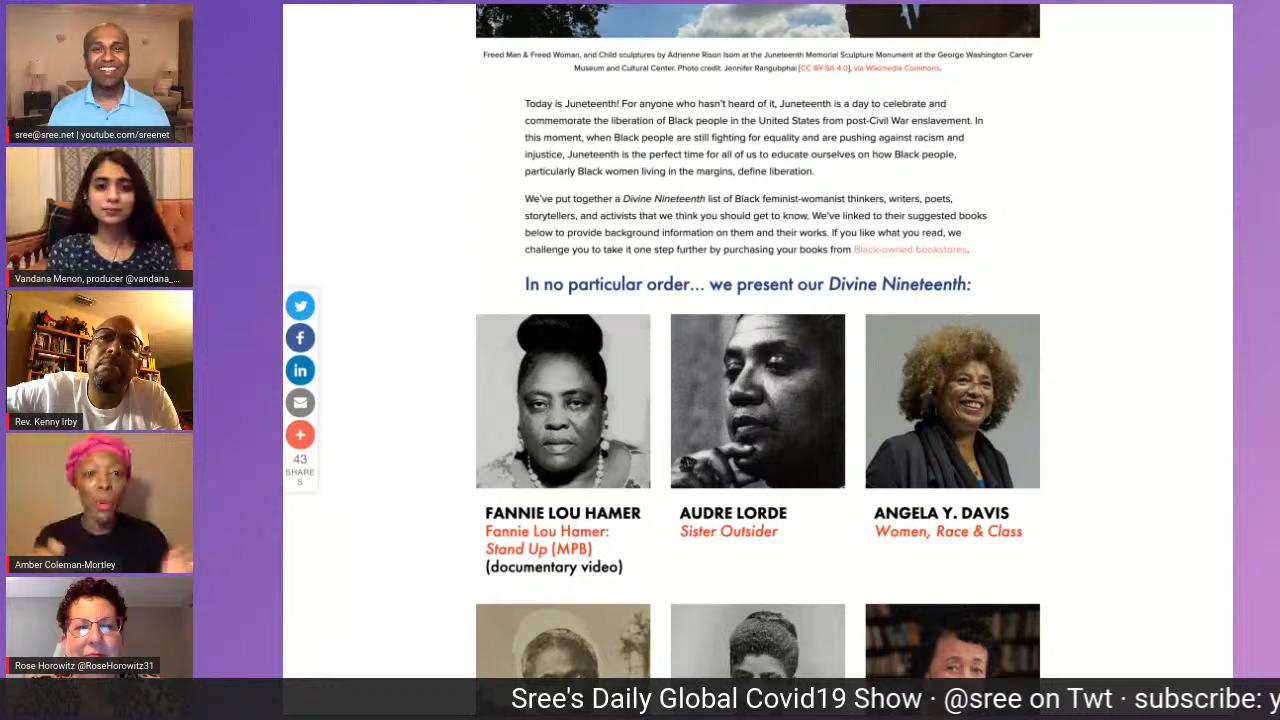 sree@sree.net | youtube.com/sreenet
Vandana Menon, producer @vandana_...
Rev. Kenny Irby
Amber Coleman-Mortley
Rose Horowitz @RoseHorowitz31
Freed Man & Freed Woman, and Child sculptures by Adrienne Rison Isom at the Juneteenth Memorial Sculpture Monument at the George Washington Carver
Museum and Cultural Center. Photo credit: Jennifer Rangubphai [CC BY-SA 4.0], via Wikimedia Commons.
Today is Juneteenth! For anyone who hasn't heard of it, Juneteenth is a day to celebrate and
commemorate the liberation of Black people in the United States from post-Civil War enslavement. In
this moment, when Black people are still fighting for equality and are pushing against racism and
injustice, Juneteenth is the perfect time for all of us to educate ourselves on how Black people,
particularly Black women living in the margins, define liberation.
We've put together a Divine Nineteenth list of Black feminist-womanist thinkers, writers, poets,
storytellers, and activists that we think you should get to know. We've linked to their suggested books
below to provide background information on them and their works. If you like what you read, we
challenge you to take it one step further by purchasing your books from Black-owned bookstores.
In no particular order... we present our Divine Nineteenth:
43
SHARE
S
FANNIE LOU HAMER
Fannie Lou Hamer:
Stand Up (MPB)
(documentary video)
AUDRE LORDE
Sister Outsider
ANGELA Y. DAVIS
Women, Race & Class
Sree's Daily Global Covid19 Show · @sree on Twt · subscribe: y